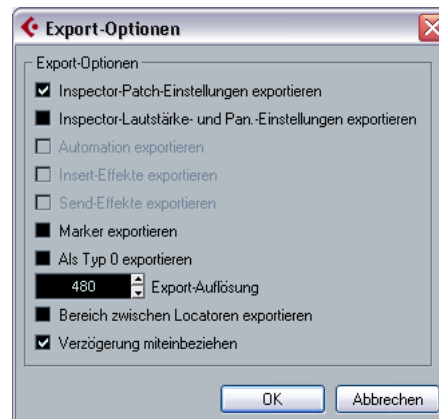 Export-Optionen
Export-Optionen
Inspector-Patch-Einstellungen exportieren
Inspector-Lautstärke- und Pan.-Einstellungen exportieren
Automation exportieren
Insert-Effekte exportieren
Send-Effekte exportieren
Marker exportieren
Als Typ 0 exportieren
480 Export-Auflösung
Bereich zwischen Locatoren exportieren
Verzögerung miteinbeziehen
OK Abbrechen